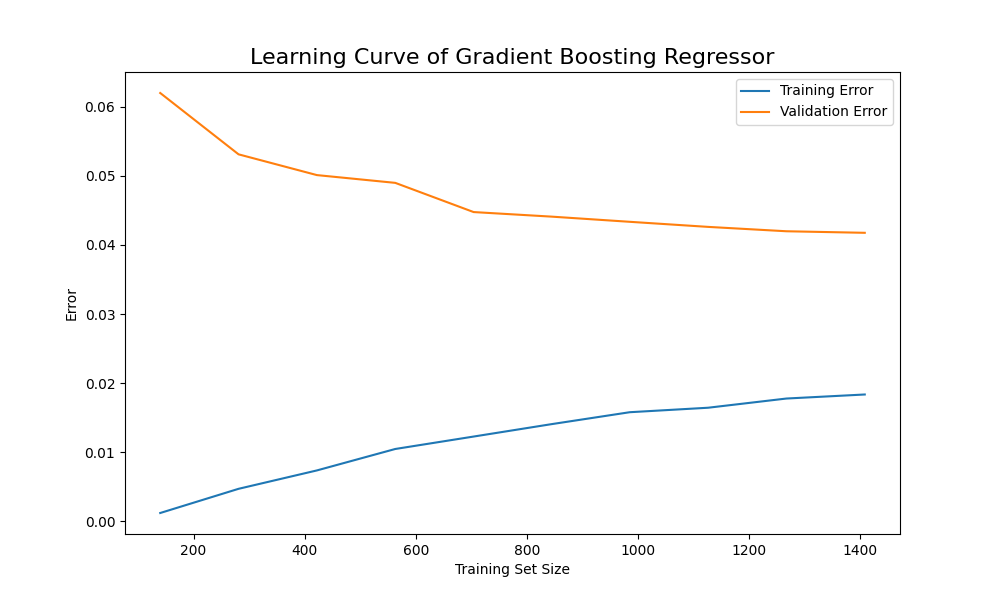 Learning Curve of Gradient Boosting Regressor
Training Error
Validation Error
0.06
0.05
0.04
0.03
0.02
0.01
0.00
Error
200 400 600 800 1000 1200 1400
Training Set Size